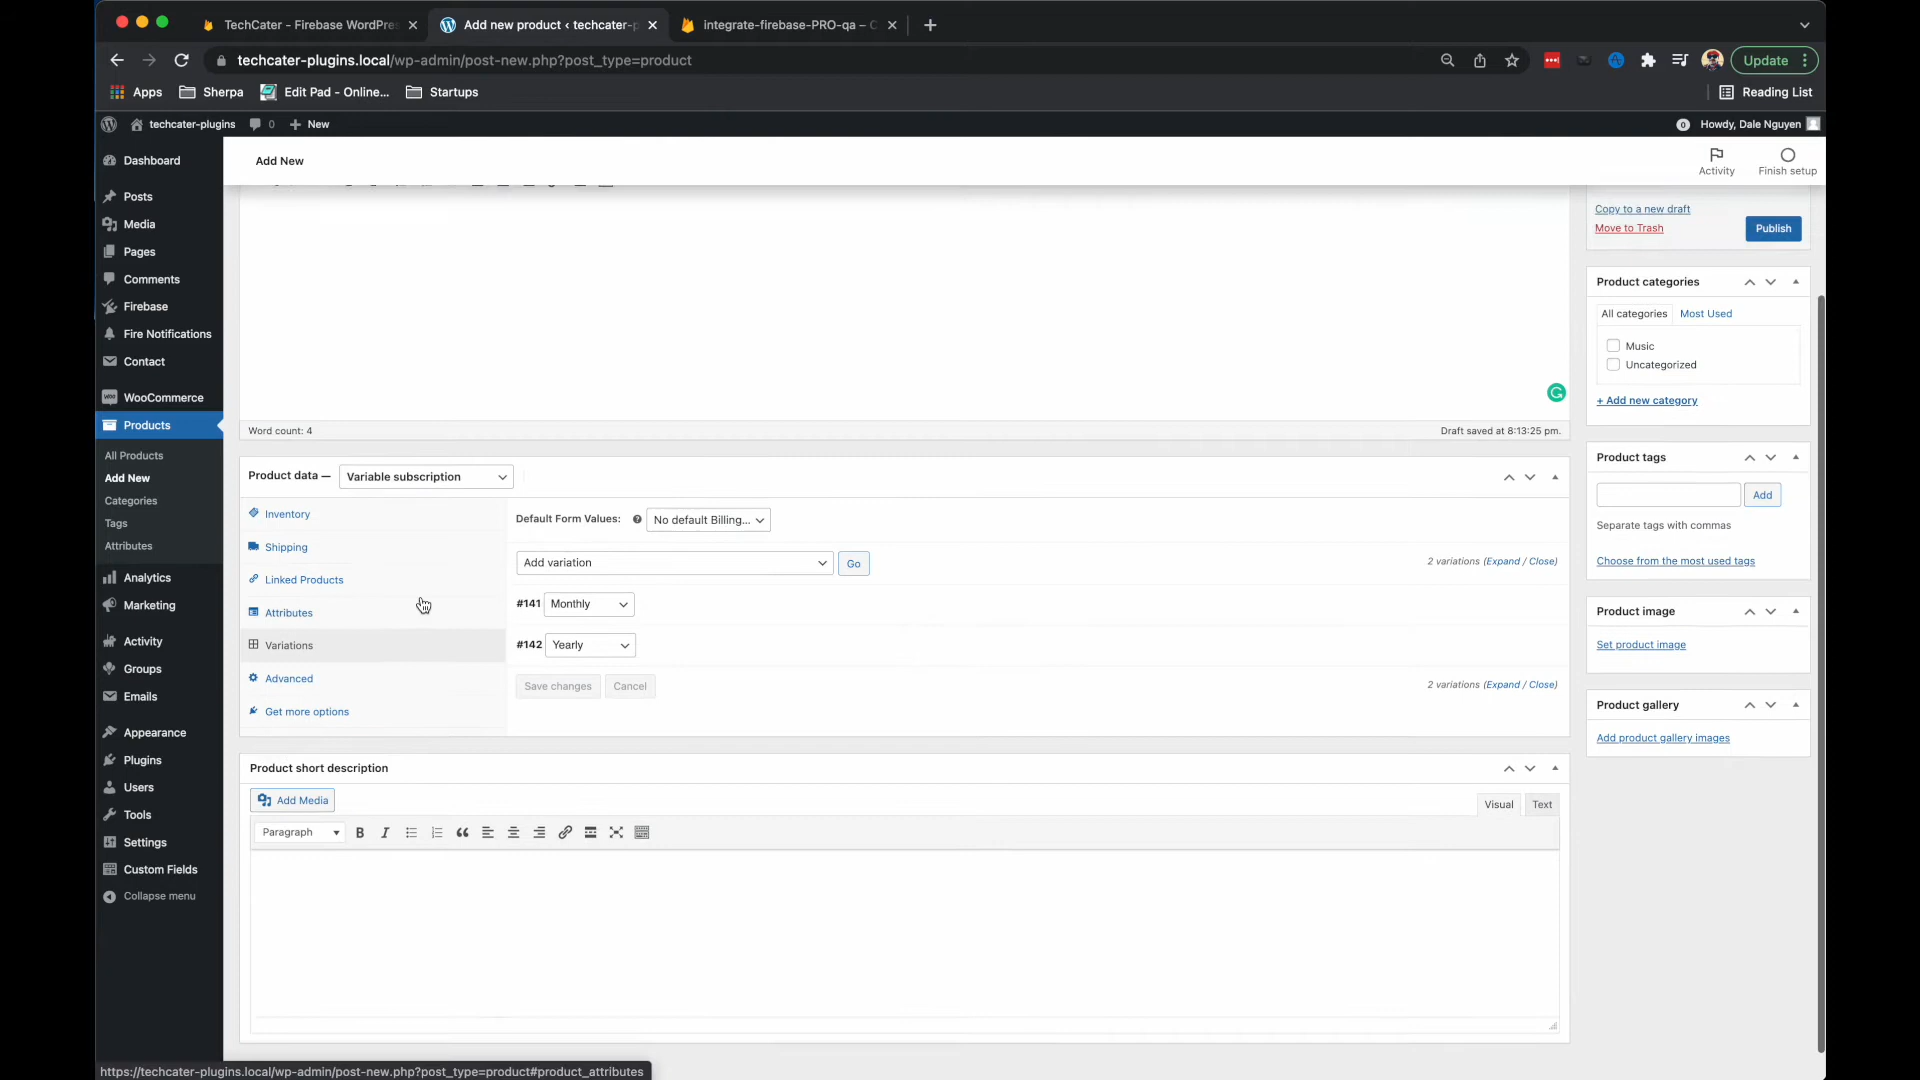 TechCater - Firebase WordPre
Add new product ‹ techcater-p
integrate-firebase-PRO-qa – C
techcater-plugins.local/wp-admin/post-new.php?post_type=product
Update
Apps
Sherpa
Edit Pad - Online...
Startups
Reading List
techcater-plugins
0
New
0
Howdy, Dale Nguyen
Add New
Activity
Finish setup
Dashboard
Posts
Media
Pages
Comments
Firebase
Fire Notifications
Contact
WooCommerce
Products
All Products
Add New
Categories
Tags
Attributes
Analytics
Marketing
Activity
Groups
Emails
Appearance
Plugins
Users
Tools
Settings
Custom Fields
Collapse menu
Word count: 4
Draft saved at 8:13:25 pm.
Product data —
Variable subscription
Inventory
Shipping
Linked Products
Attributes
Variations
Advanced
Get more options
Default Form Values:
No default Billing...
Add variation
Go
2 variations (Expand / Close)
#141
Monthly
#142
Yearly
Save changes
Cancel
2 variations (Expand / Close)
Product short description
Add Media
Visual
Text
Paragraph
B
I
Copy to a new draft
Move to Trash
Publish
Product categories
All categories
Most Used
Music
Uncategorized
+ Add new category
Product tags
Add
Separate tags with commas
Choose from the most used tags
Product image
Set product image
Product gallery
Add product gallery images
https://techcater-plugins.local/wp-admin/post-new.php?post_type=product#product_attributes